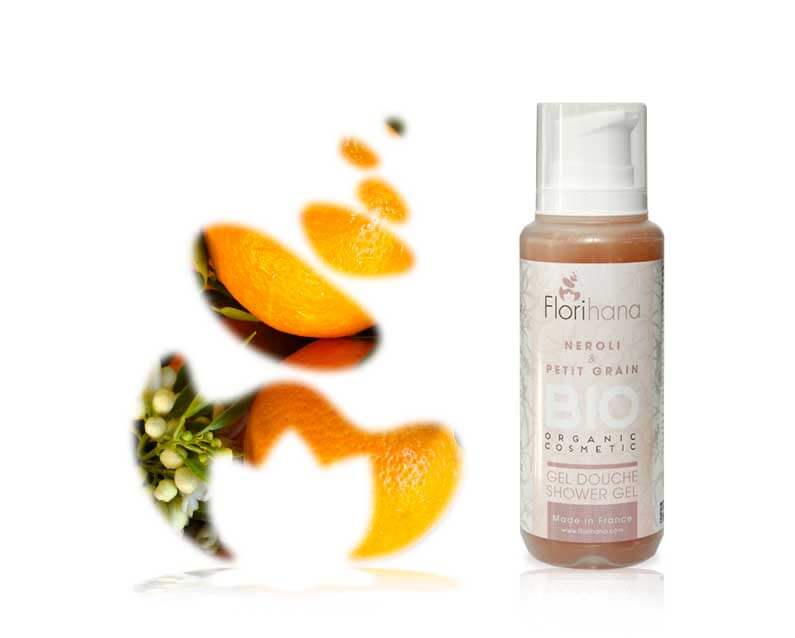 Florihana
NEROLI
&
PETIT GRAIN
BIO
ORGANIC
COSMETIC
GEL DOUCHE
SHOWER GEL
Made in France
www.florihana.com